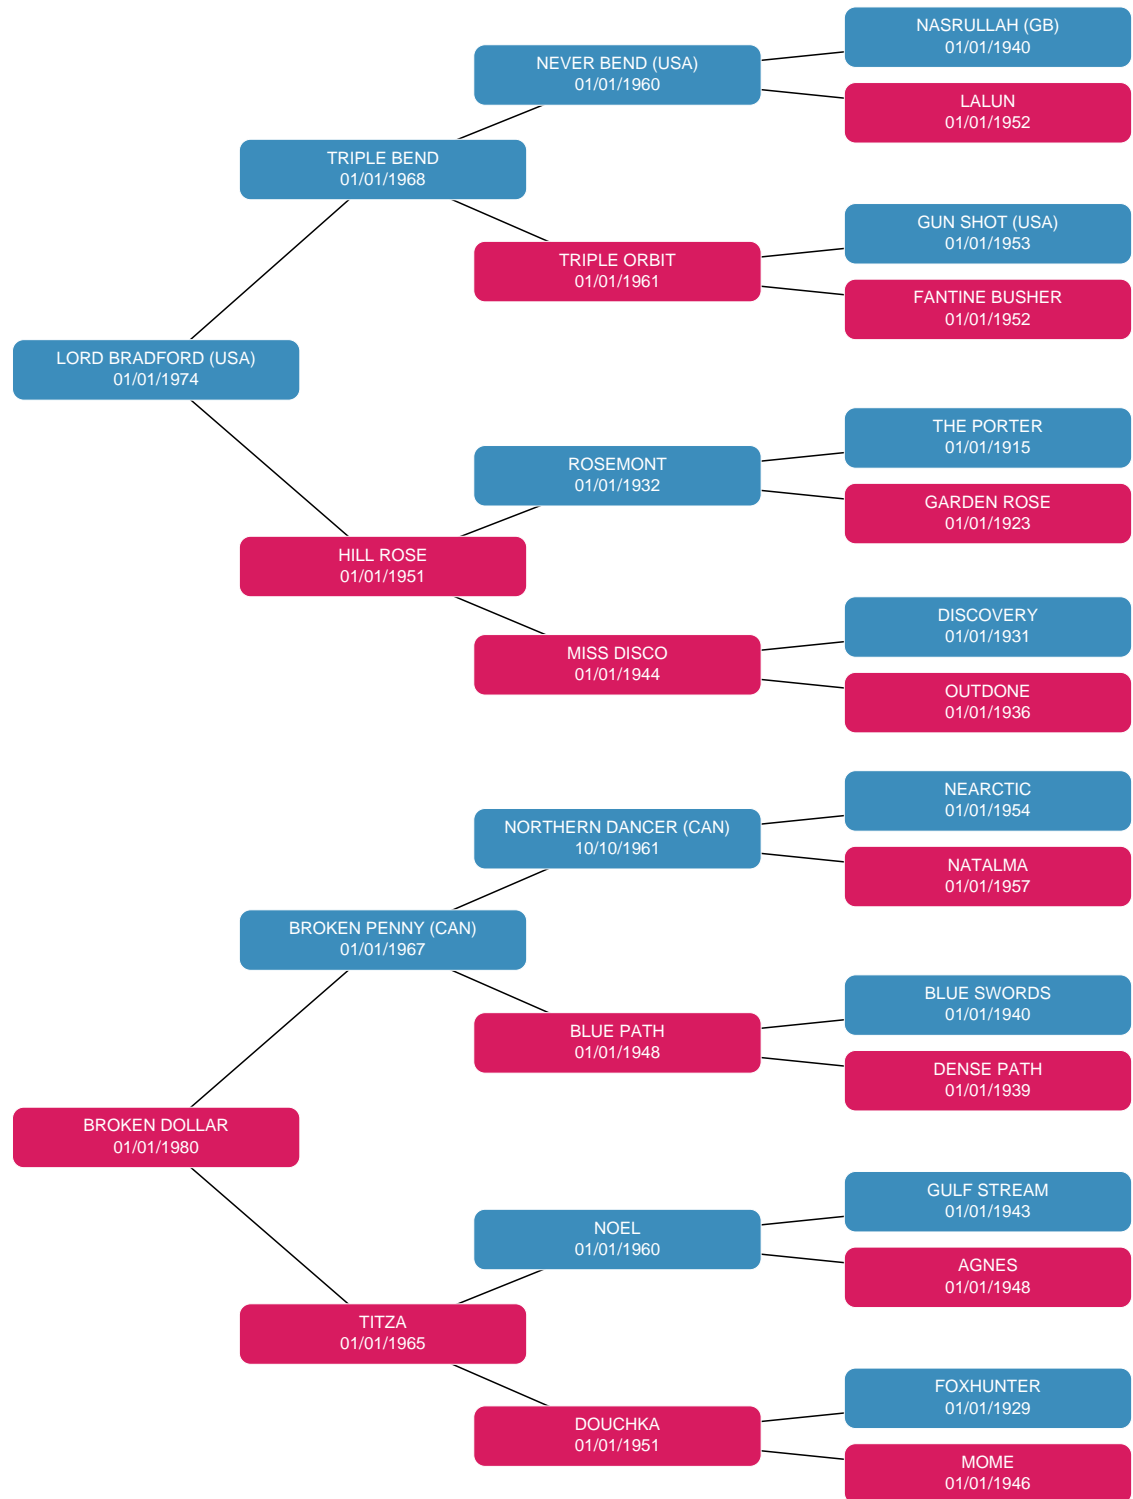 NASRULLAH (GB)
01/01/1940
NEVER BEND (USA)
01/01/1960
LALUN
01/01/1952
TRIPLE BEND
01/01/1968
GUN SHOT (USA)
01/01/1953
TRIPLE ORBIT
01/01/1961
FANTINE BUSHER
01/01/1952
LORD BRADFORD (USA)
01/01/1974
THE PORTER
01/01/1915
ROSEMONT
01/01/1932
GARDEN ROSE
01/01/1923
HILL ROSE
01/01/1951
DISCOVERY
01/01/1931
MISS DISCO
01/01/1944
OUTDONE
01/01/1936
NEARCTIC
01/01/1954
NORTHERN DANCER (CAN)
10/10/1961
NATALMA
01/01/1957
BROKEN PENNY (CAN)
01/01/1967
BLUE SWORDS
01/01/1940
BLUE PATH
01/01/1948
DENSE PATH
01/01/1939
BROKEN DOLLAR
01/01/1980
GULF STREAM
01/01/1943
NOEL
01/01/1960
AGNES
01/01/1948
TITZA
01/01/1965
FOXHUNTER
01/01/1929
DOUCHKA
01/01/1951
MOME
01/01/1946